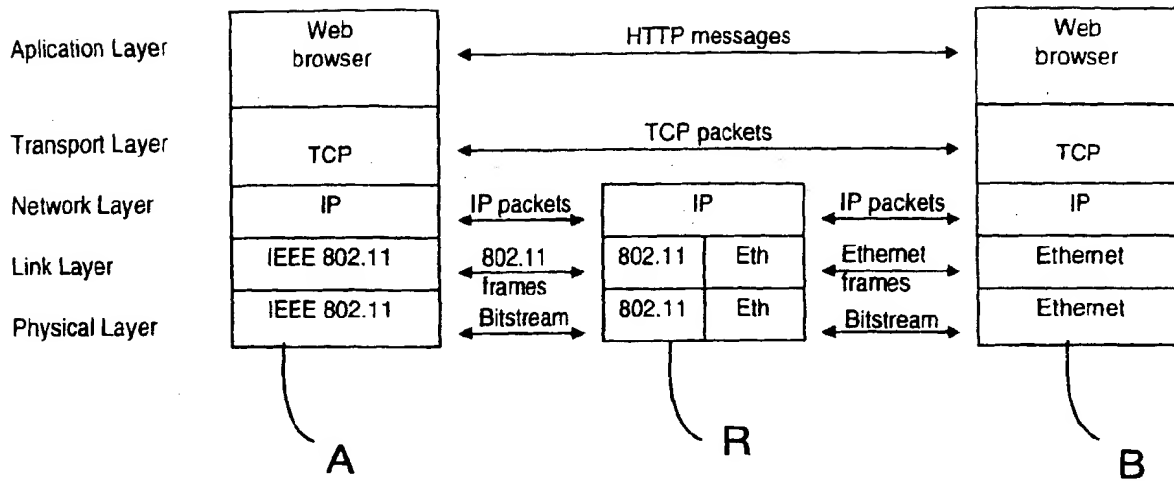 Aplication Layer
Web
browser
HTTP messages
Web
browser
Transport Layer
TCP
TCP packets
TCP
Network Layer
IP
IP packets
IP
IP packets
IP
Link Layer
IEEE 802.11
802.11
frames
802.11
Eth
Ethernet
frames
Ethernet
Physical Layer
IEEE 802.11
Bitstream
802.11
Eth
Bitstream
Ethernet
A
R
B